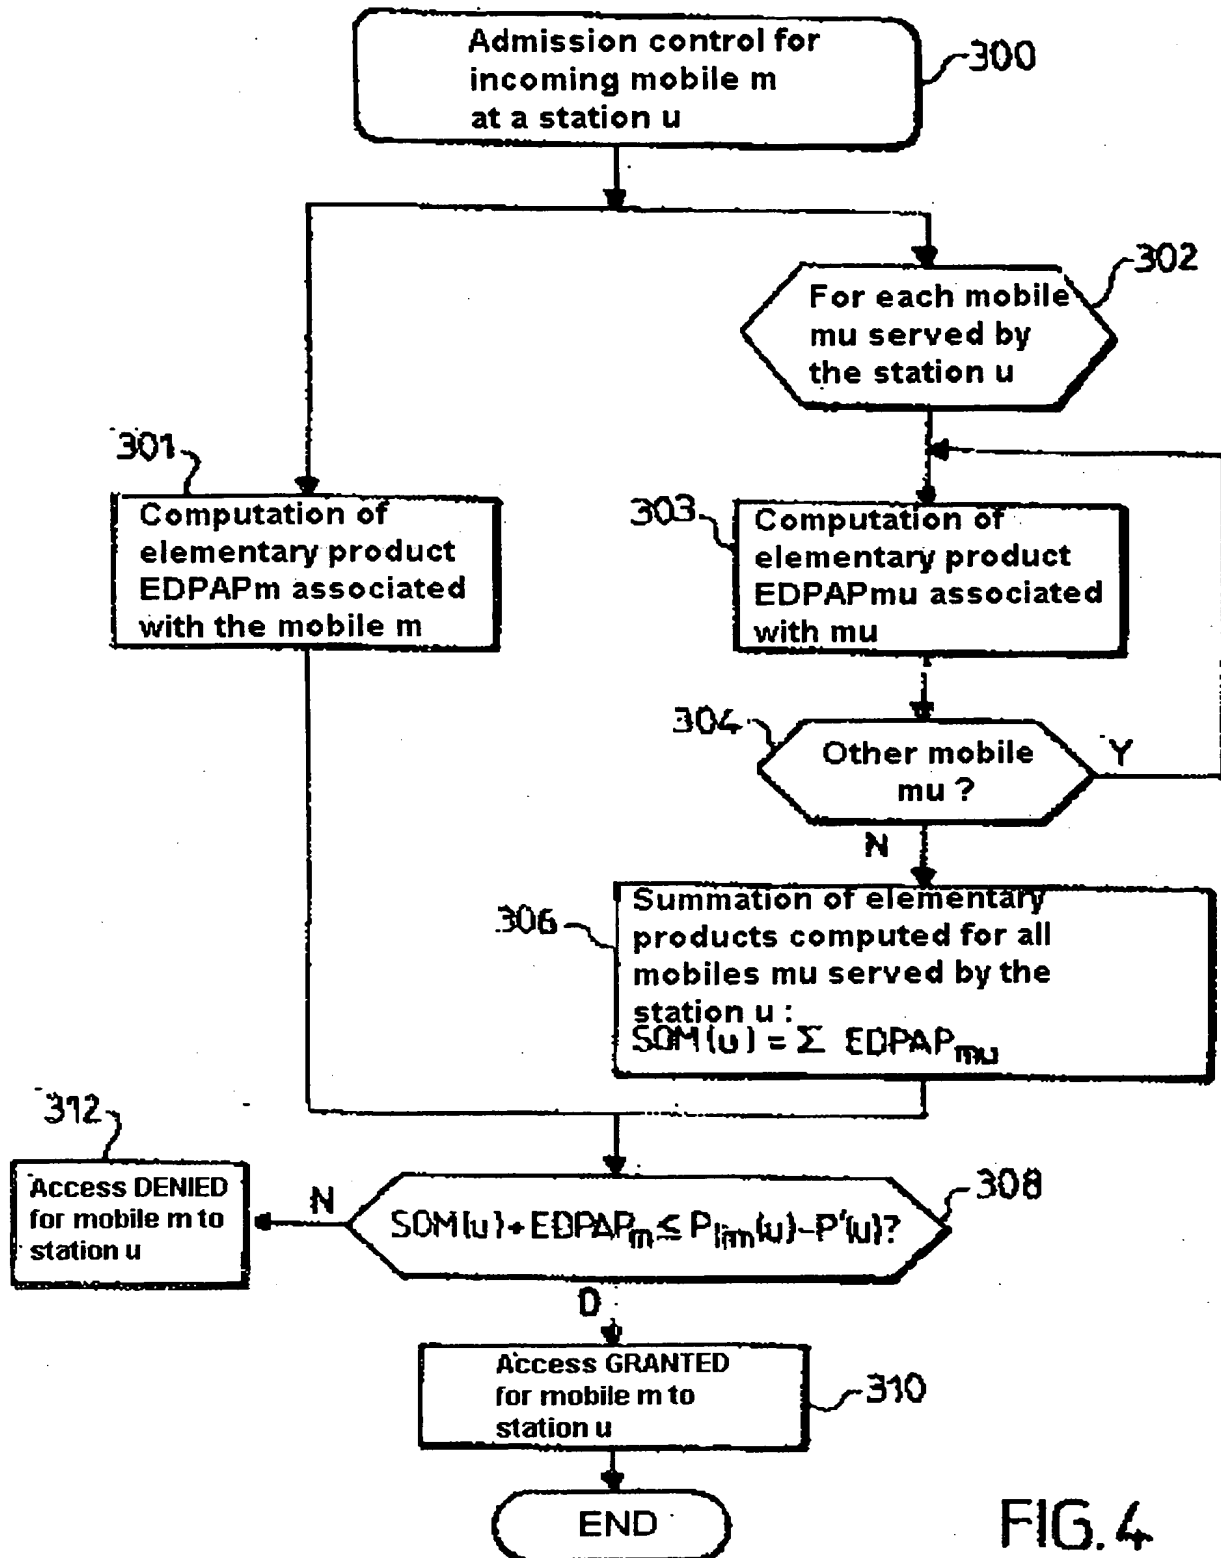 Admission control for
incoming mobile m
at a station u
300
302
For each mobile
mu served by
the station u
301
Computation of
elementary product
EDPAPm associated
with the mobile m
303
Computation of
elementary product
EDPAPmu associated
with mu
304
Other mobile
mu ?
Y
N
306
Summation of elementary
products computed for all
mobiles mu served by the
station u :
SOM(u) = Σ EDPAPmu
312
Access DENIED
for mobile m to
station u
N
SOM(u)+EDPAPm ≤ Plim(u)-P'(u)?
308
O
Access GRANTED
for mobile m to
station u
310
END
FIG. 4